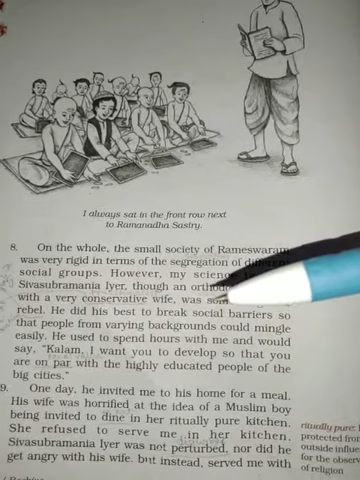 I always sat in the front row next
to Ramanadha Sastry.
8. On the whole, the small society of Rameswaram
was very rigid in terms of the segregation of different
social groups. However, my science
Sivasubramania Iyer, though an
with a very conservative wife, was
rebel. He did his best to break social barriers so
that people from varying backgrounds could mingle
easily. He used to spend hours with me and would
say, "Kalam, I want you to develop so that you
are on par with the highly educated people of the
big cities."
9. One day, he invited me to his home for a meal.
His wife was horrified at the idea of a Muslim boy
being invited to dine in her ritually pure kitchen.
She refused to serve me in her kitchen.
Sivasubramania Iyer was not perturbed, nor did he
get angry with his wife, but instead, served me with
ritually pure:
protected from
outside influe
for the observ
of religion